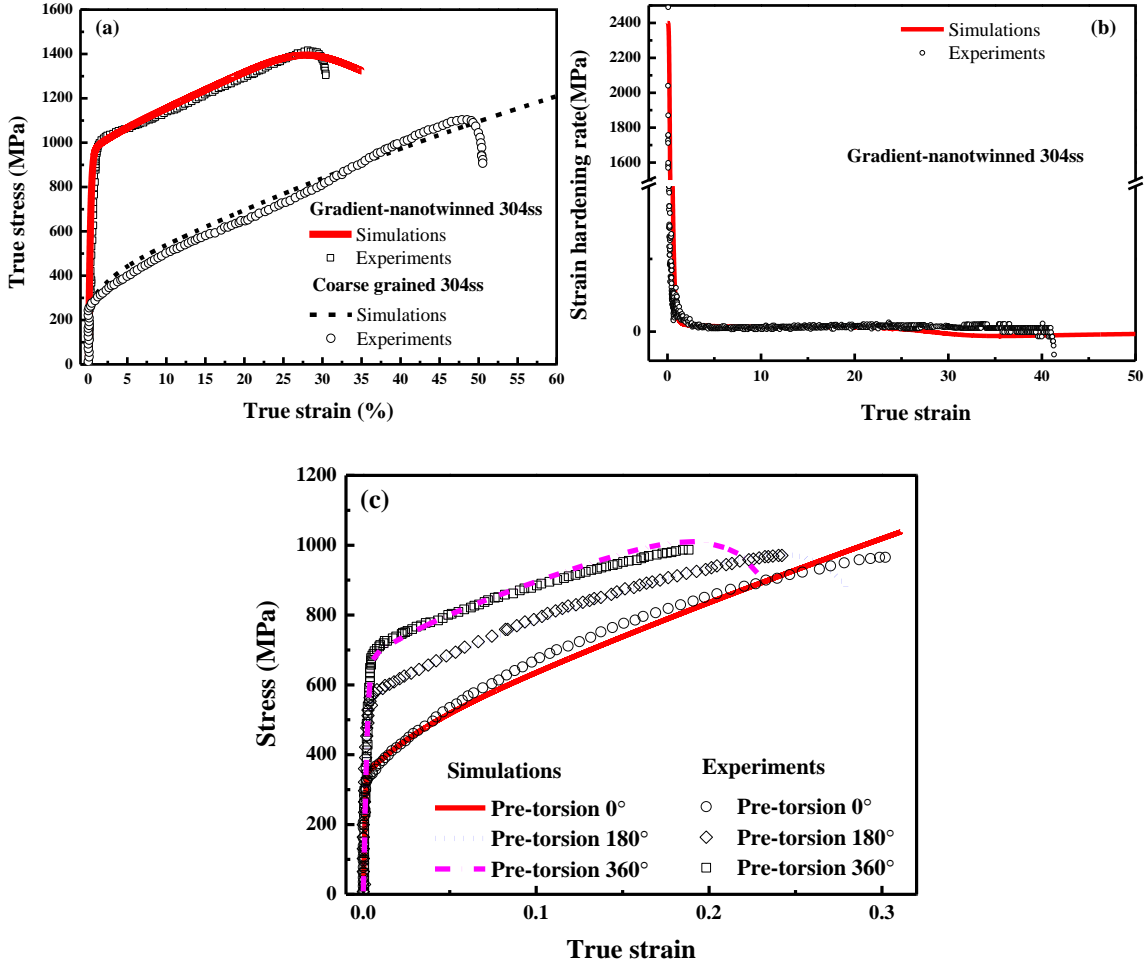 (a)
True stress (MPa)
1600
1400
1200
1000
800
600
400
200
0
Gradient-nanotwinned 304ss
Simulations
Experiments
Coarse grained 304ss
Simulations
Experiments
0 5 10 15 20 25 30 35 40 45 50 55 60
True strain (%)
(b)
Strain hardening rate(MPa)
2400
2200
2000
1800
1600
0
Simulations
Experiments
Gradient-nanotwinned 304ss
0 10 20 30 40 50
True strain
(c)
Stress (MPa)
1200
1000
800
600
400
200
0
Simulations Experiments
Pre-torsion 0° Pre-torsion 0°
Pre-torsion 180° Pre-torsion 180°
Pre-torsion 360° Pre-torsion 360°
0.0 0.1 0.2 0.3
True strain